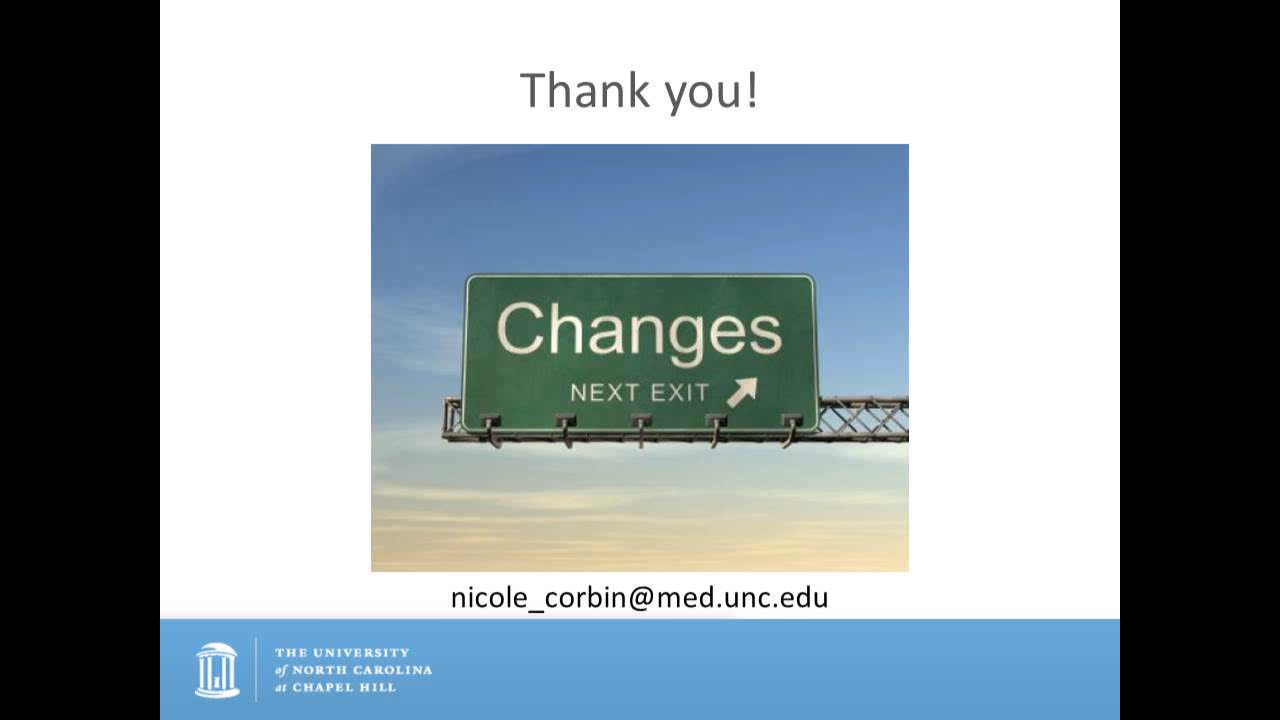 Thank you!
Changes
NEXT EXIT
nicole_corbin@med.unc.edu
THE UNIVERSITY
of NORTH CAROLINA
at CHAPEL HILL